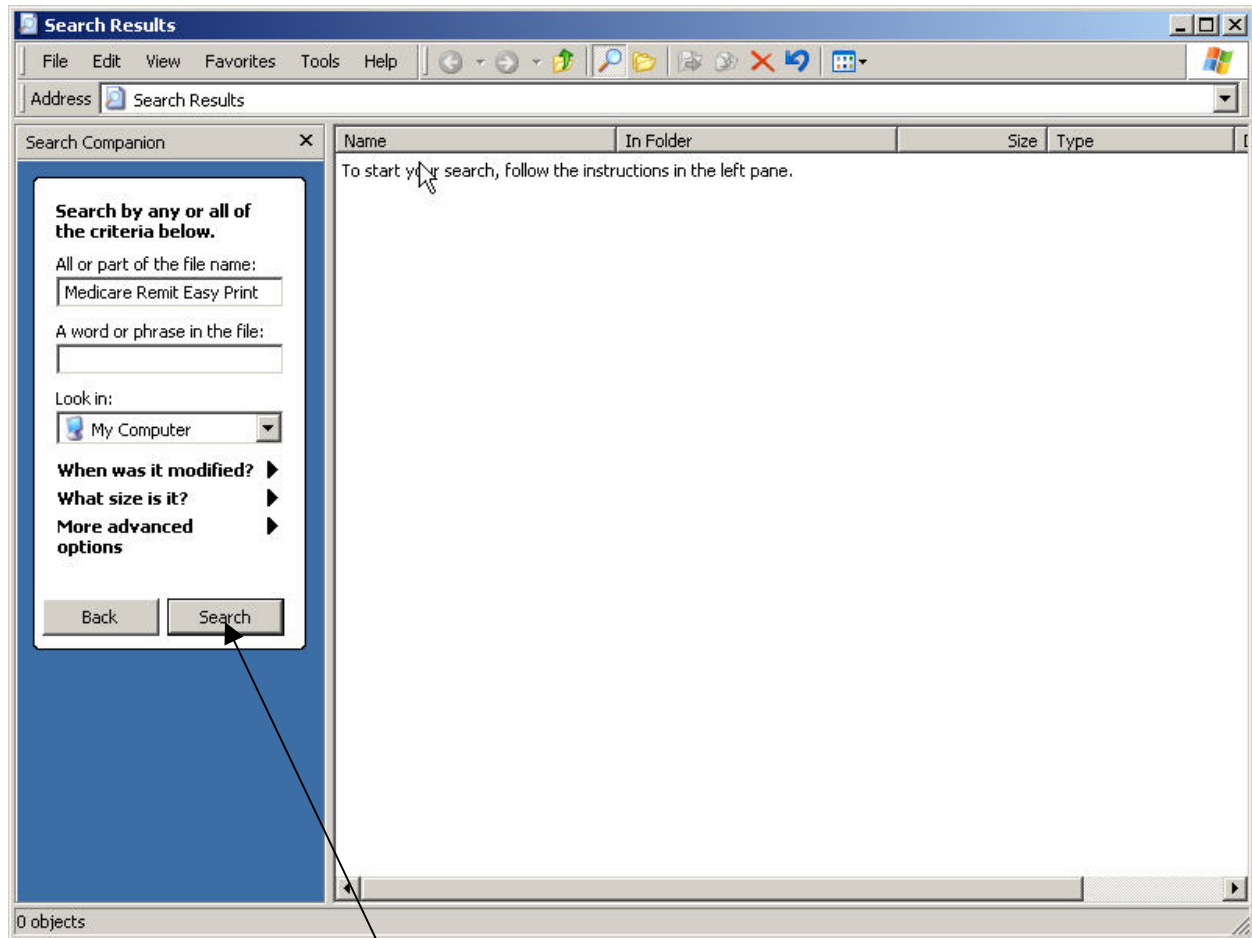 Search Results
File Edit View Favorites Tools Help
Address Search Results
Search Companion
Name In Folder Size Type
To start your search, follow the instructions in the left pane.
Search by any or all of
the criteria below.
All or part of the file name:
Medicare Remit Easy Print
A word or phrase in the file:
Look in:
My Computer
When was it modified?
What size is it?
More advanced
options
Back Search
0 objects